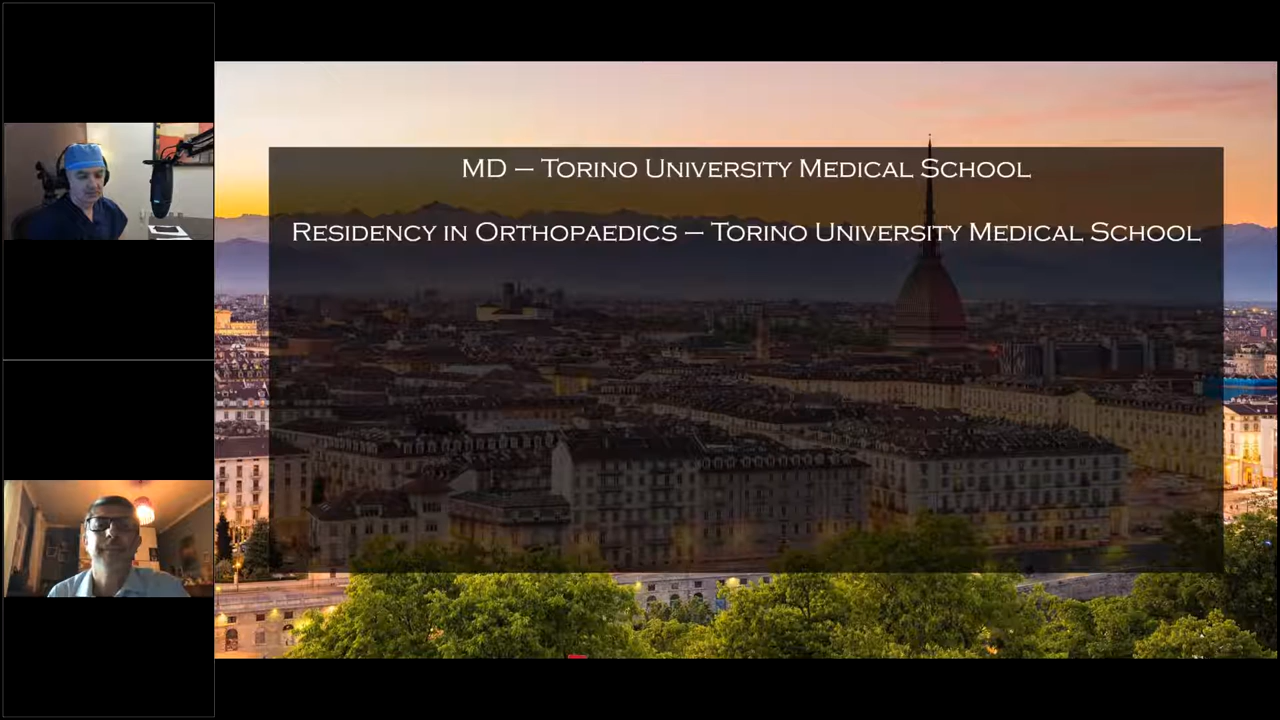 MD – Torino University Medical School
Residency in Orthopaedics – Torino University Medical School